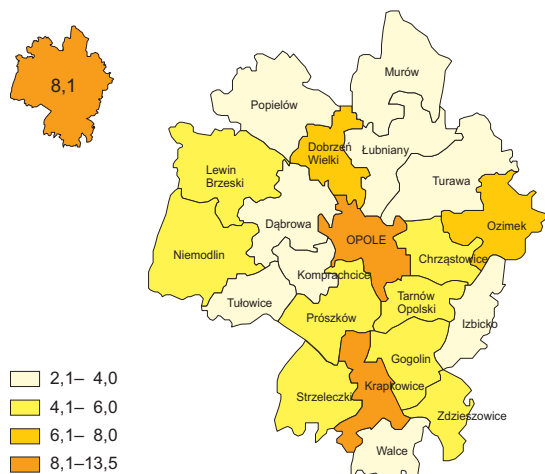 8,1
Murów
Popielów
Dobrzeń
Wielki
Łubniany
Lewin
Brzeski
Turawa
Dąbrowa
Ozimek
OPOLE
Niemodlin
Chrząstowice
Komprachcice
Tułowice
Tarnów
Opolski
Prószków
Izbicko
Gogolin
Strzeleczki
Krapkowice
Zdzieszowice
Walce
2,1– 4,0
4,1– 6,0
6,1– 8,0
8,1–13,5